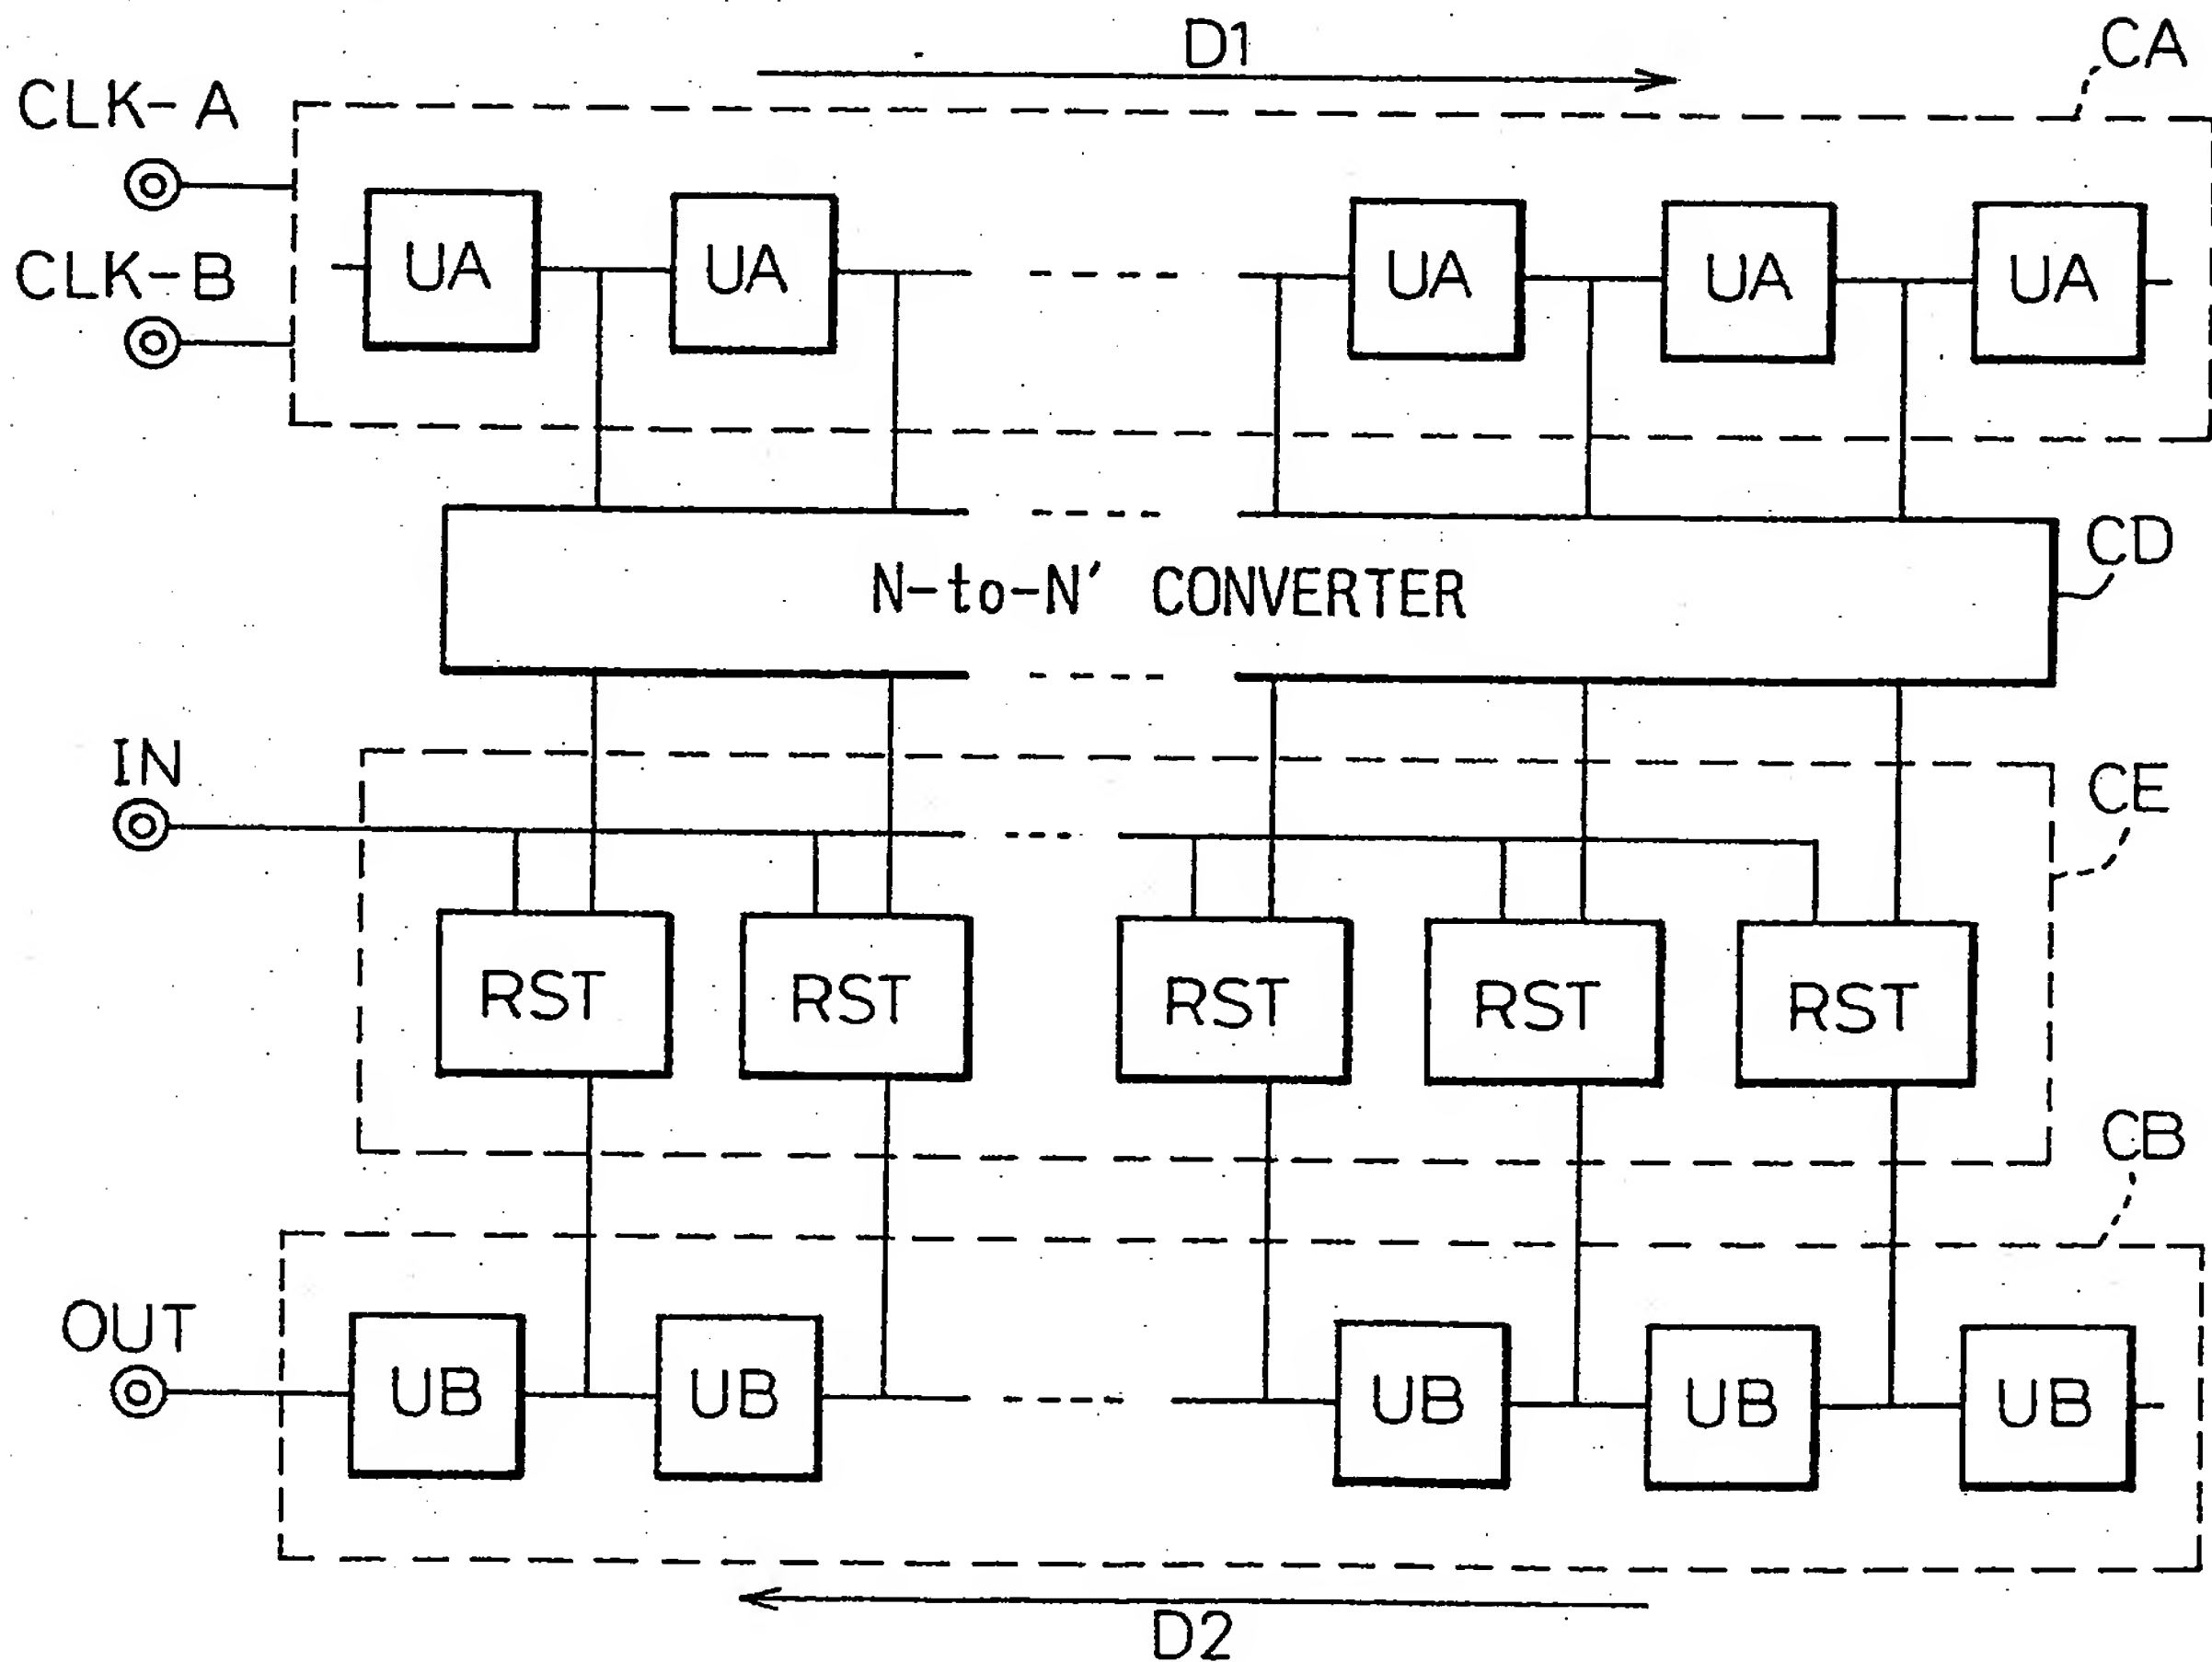 D1
CA
CLK-A
CLK-B
UA UA UA UA UA
CD
N-to-N' CONVERTER
IN
CE
RST RST RST RST RST
CB
OUT
UB UB UB UB UB
D2